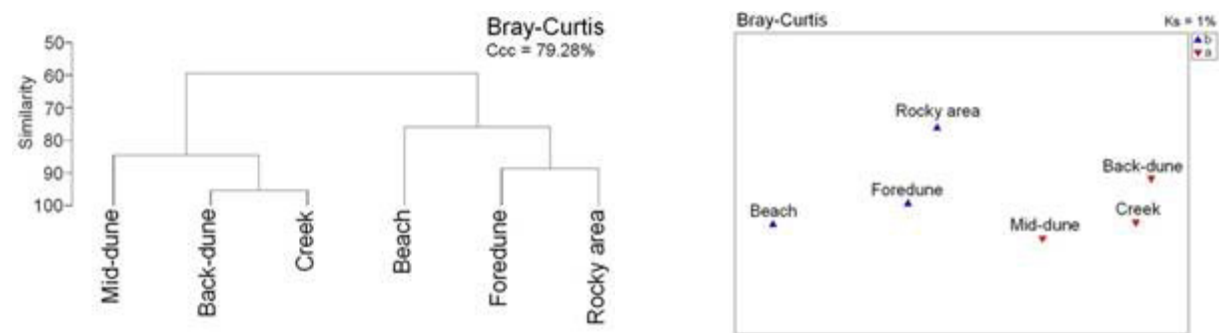 Bray-Curtis
Ccc = 79.28%
Similarity
50
60
70
80
90
100
Mid-dune
Back-dune
Creek
Beach
Foredune
Rocky area
Bray-Curtis
Ks = 1%
b
a
Rocky area
Back-dune
Foredune
Beach
Creek
Mid-dune